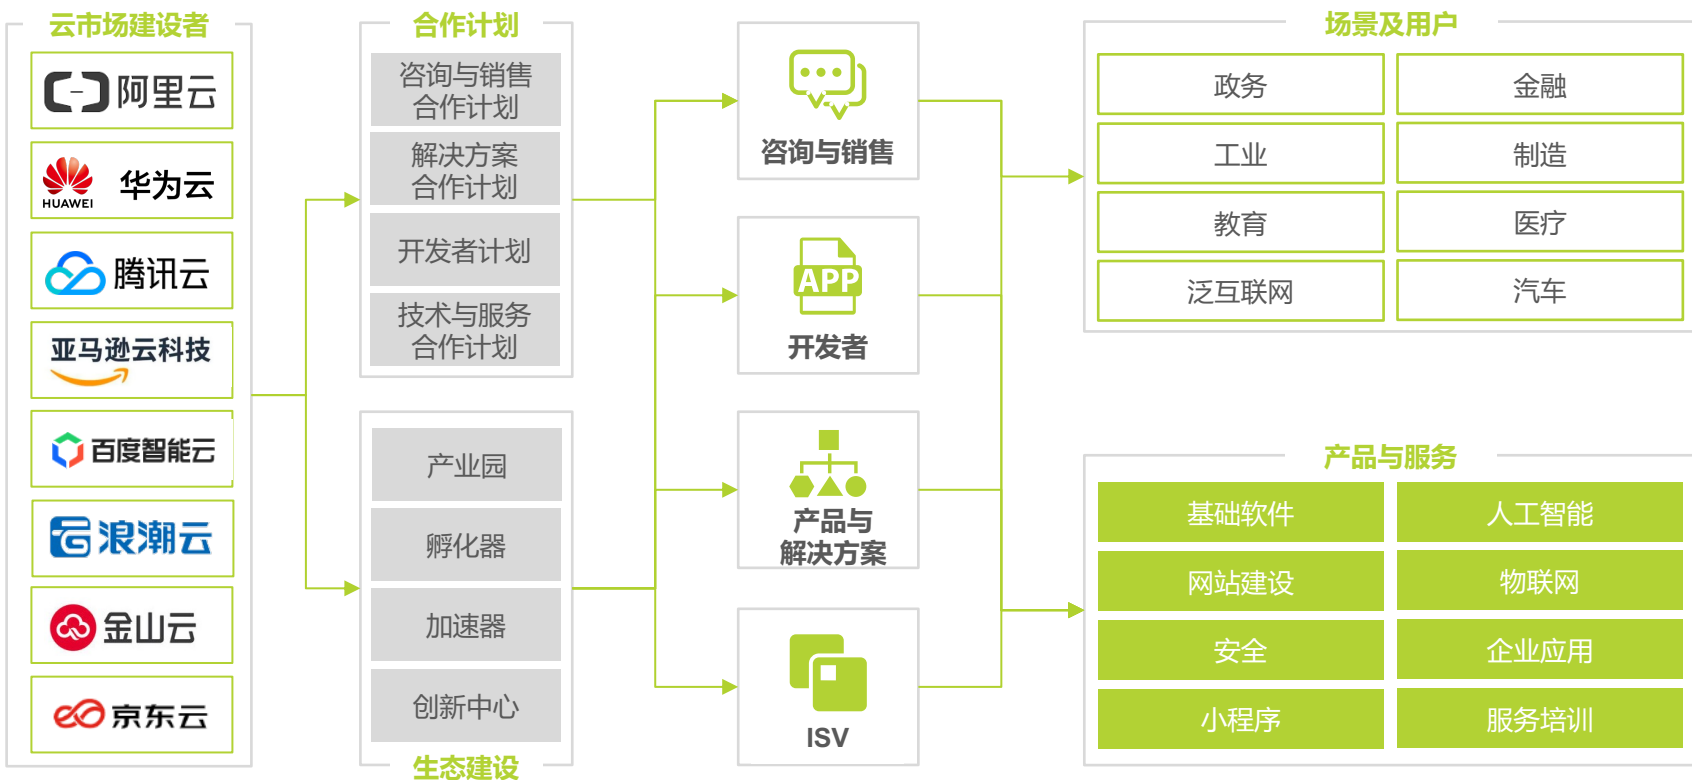 云市场建设者
阿里云
HUAWEI
华为云
腾讯云
亚马逊云科技
百度智能云
浪潮云
金山云
京东云
合作计划
咨询与销售
合作计划
解决方案
合作计划
开发者计划
技术与服务
合作计划
产业园
孵化器
加速器
创新中心
生态建设
咨询与销售
APP
开发者
产品与
解决方案
ISV
场景及用户
政务
金融
工业
制造
教育
医疗
泛互联网
汽车
产品与服务
基础软件
人工智能
网站建设
物联网
安全
企业应用
小程序
服务培训